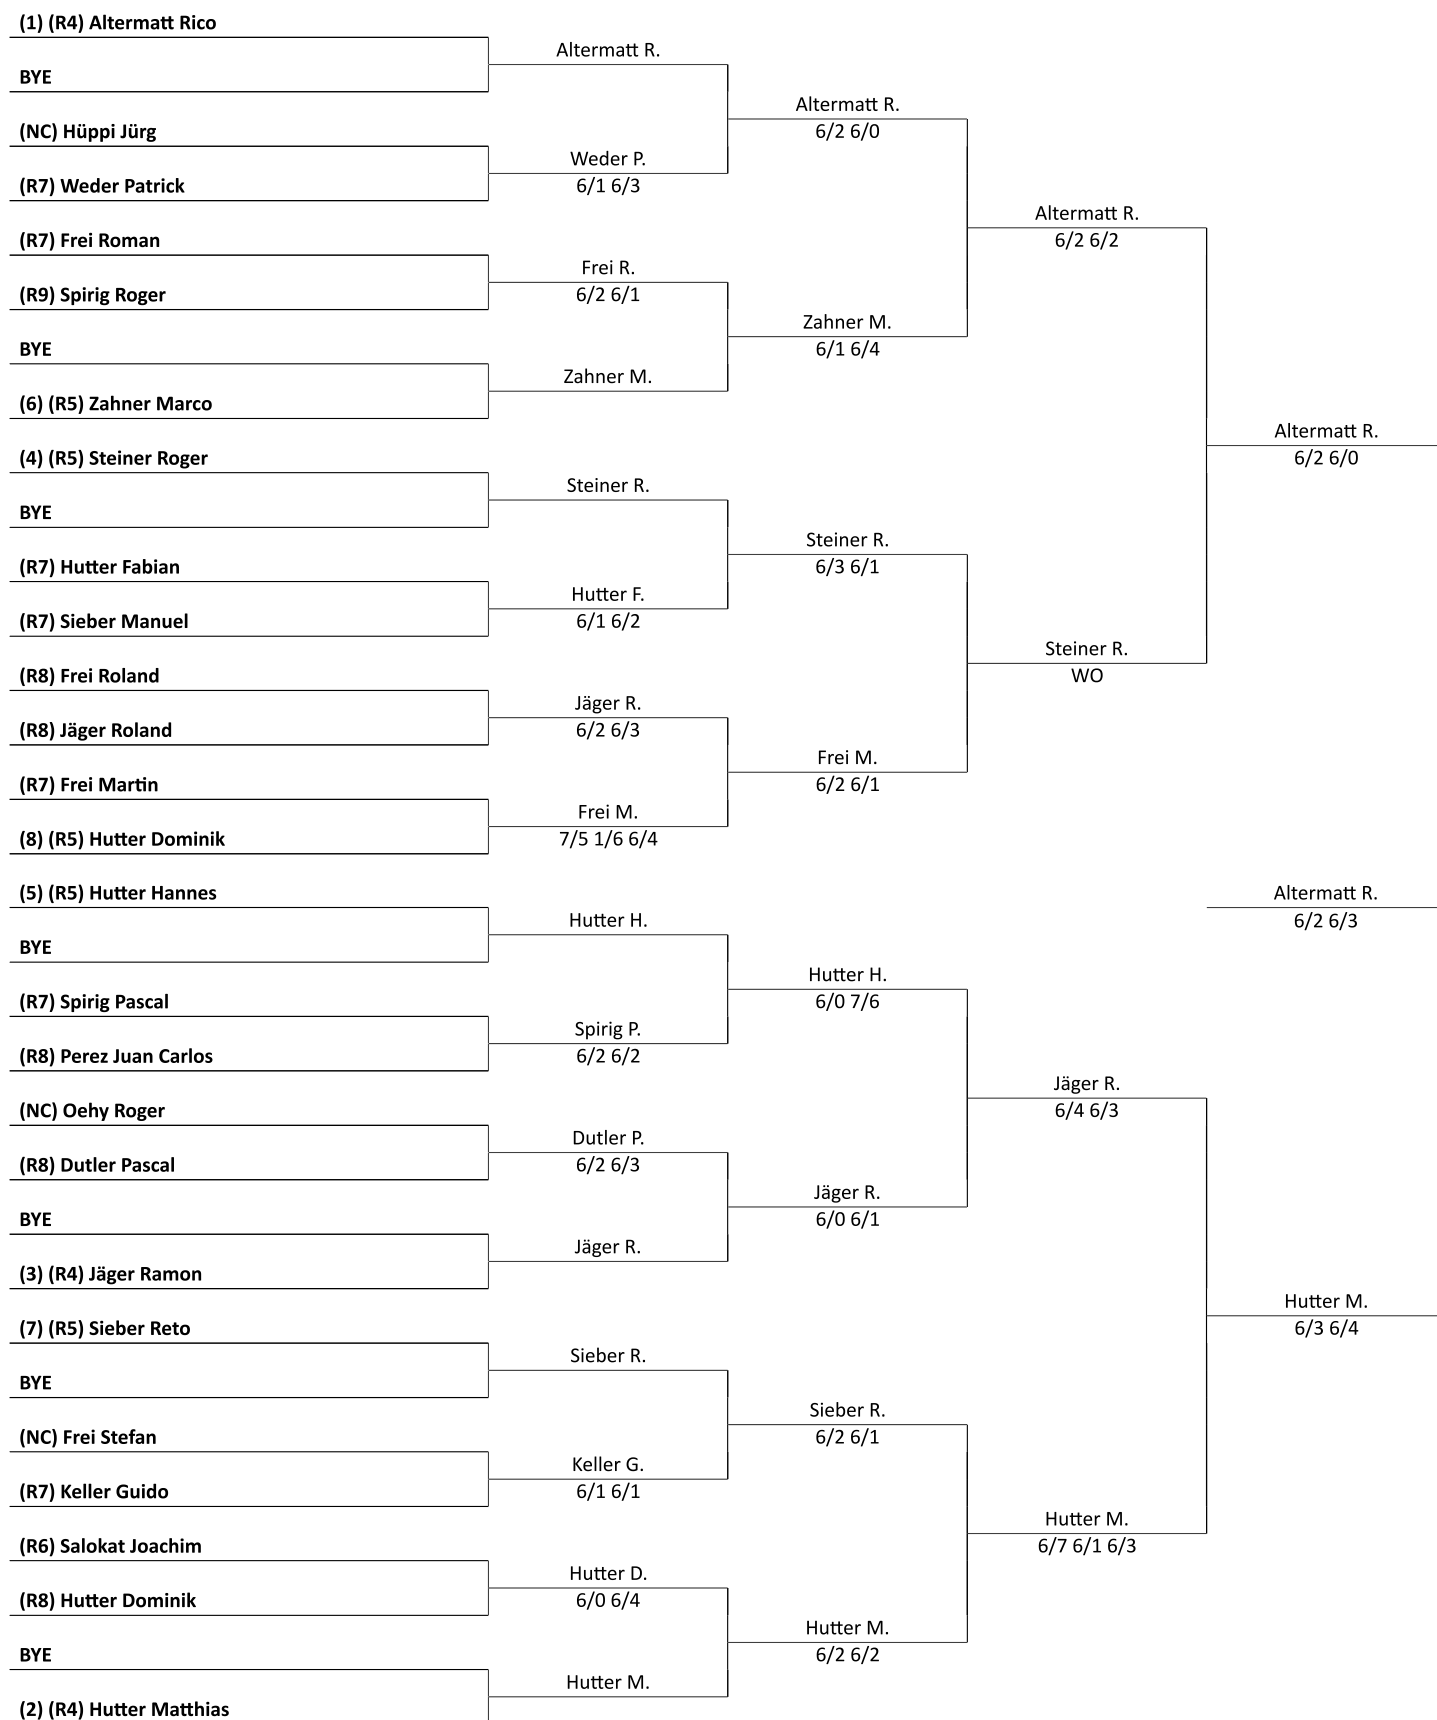 (1) (R4) Altermatt Rico
Altermatt R.
BYE
Altermatt R.
6/2 6/0
(NC) Hüppi Jürg
Weder P.
6/1 6/3
(R7) Weder Patrick
Altermatt R.
6/2 6/2
(R7) Frei Roman
Frei R.
6/2 6/1
(R9) Spirig Roger
Zahner M.
6/1 6/4
BYE
Zahner M.
(6) (R5) Zahner Marco
Altermatt R.
6/2 6/0
(4) (R5) Steiner Roger
Steiner R.
BYE
Steiner R.
6/3 6/1
(R7) Hutter Fabian
Hutter F.
6/1 6/2
(R7) Sieber Manuel
Steiner R.
WO
(R8) Frei Roland
Jäger R.
6/2 6/3
(R8) Jäger Roland
Frei M.
6/2 6/1
(R7) Frei Martin
Frei M.
7/5 1/6 6/4
(8) (R5) Hutter Dominik
(5) (R5) Hutter Hannes
Altermatt R.
6/2 6/3
Hutter H.
BYE
Hutter H.
6/0 7/6
(R7) Spirig Pascal
Spirig P.
6/2 6/2
(R8) Perez Juan Carlos
Jäger R.
6/4 6/3
(NC) Oehy Roger
Dutler P.
6/2 6/3
(R8) Dutler Pascal
Jäger R.
6/0 6/1
BYE
Jäger R.
(3) (R4) Jäger Ramon
Hutter M.
6/3 6/4
(7) (R5) Sieber Reto
Sieber R.
BYE
Sieber R.
6/2 6/1
(NC) Frei Stefan
Keller G.
6/1 6/1
(R7) Keller Guido
Hutter M.
6/7 6/1 6/3
(R6) Salokat Joachim
Hutter D.
6/0 6/4
(R8) Hutter Dominik
Hutter M.
6/2 6/2
BYE
Hutter M.
(2) (R4) Hutter Matthias